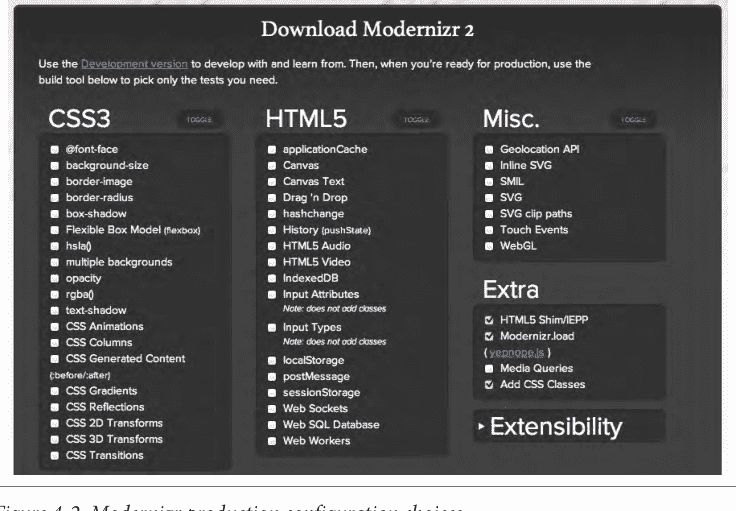 Download Modernizr 2
Use the Development version to develop with and learn from. Then, when you're ready for production, use the
build tool below to pick only the tests you need.
CSS3
TOGGLE
@font-face
background-size
border-image
border-radius
box-shadow
Flexible Box Model (flexbox)
hsla()
multiple backgrounds
opacity
rgba()
text-shadow
CSS Animations
CSS Columns
CSS Generated Content
(:before/:after)
CSS Gradients
CSS Reflections
CSS 2D Transforms
CSS 3D Transforms
CSS Transitions
HTML5
TOGGLE
applicationCache
Canvas
Canvas Text
Drag 'n Drop
hashchange
History (pushState)
HTML5 Audio
HTML5 Video
IndexedDB
Input Attributes
Note: does not add classes
Input Types
Note: does not add classes
localStorage
postMessage
sessionStorage
Web Sockets
Web SQL Database
Web Workers
Misc.
TOGGLE
Geolocation API
Inline SVG
SMIL
SVG
SVG clip paths
Touch Events
WebGL
Extra
HTML5 Shim/IEPP
Modernizr.load
(yepnope.js)
Media Queries
Add CSS Classes
Extensibility
Figure 4-2. Modernizr production configuration choices